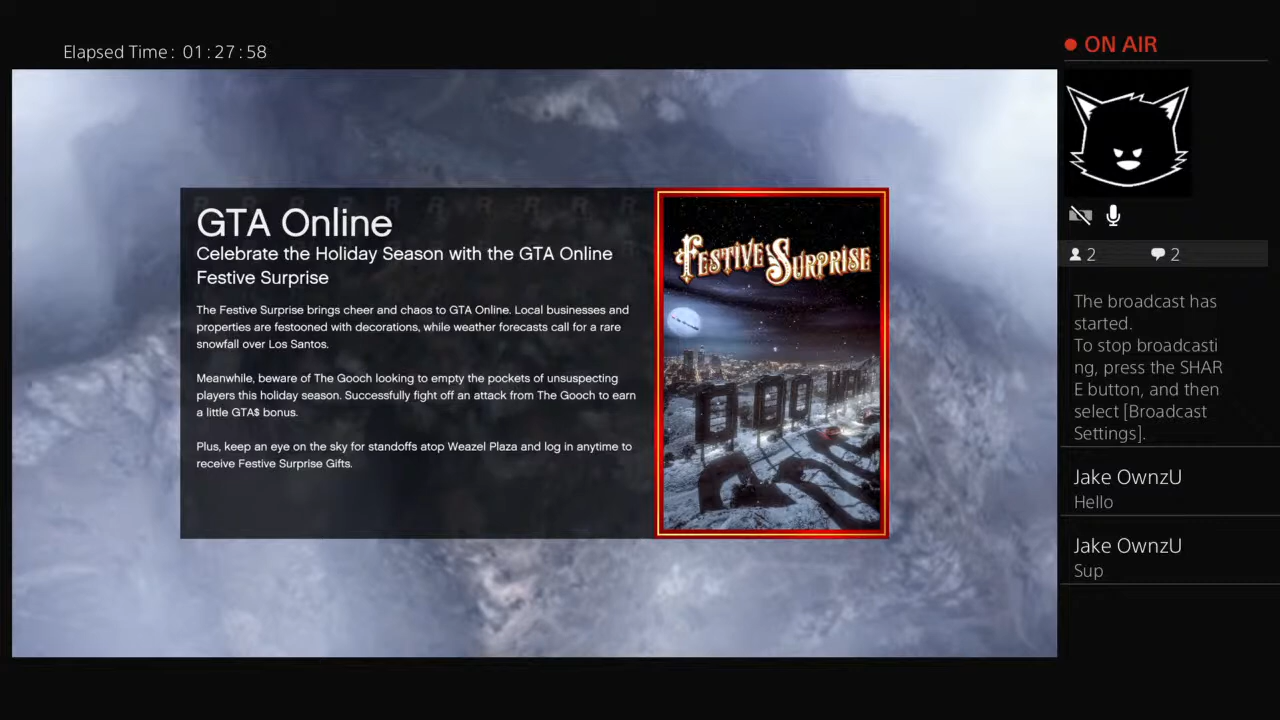 Elapsed Time: 01:27:58
ON AIR
GTA Online
Celebrate the Holiday Season with the GTA Online
Festive Surprise
The Festive Surprise brings cheer and chaos to GTA Online. Local businesses and
properties are festooned with decorations, while weather forecasts call for a rare
snowfall over Los Santos.
Meanwhile, beware of The Gooch looking to empty the pockets of unsuspecting
players this holiday season. Successfully fight off an attack from The Gooch to earn
a little GTA$ bonus.
Plus, keep an eye on the sky for standoffs atop Weazel Plaza and log in anytime to
receive Festive Surprise Gifts.
FESTIVE SURPRISE
2
2
The broadcast has
started.
To stop broadcasti
ng, press the SHAR
E button, and then
select [Broadcast
Settings].
Jake OwnzU
Hello
Jake OwnzU
Sup